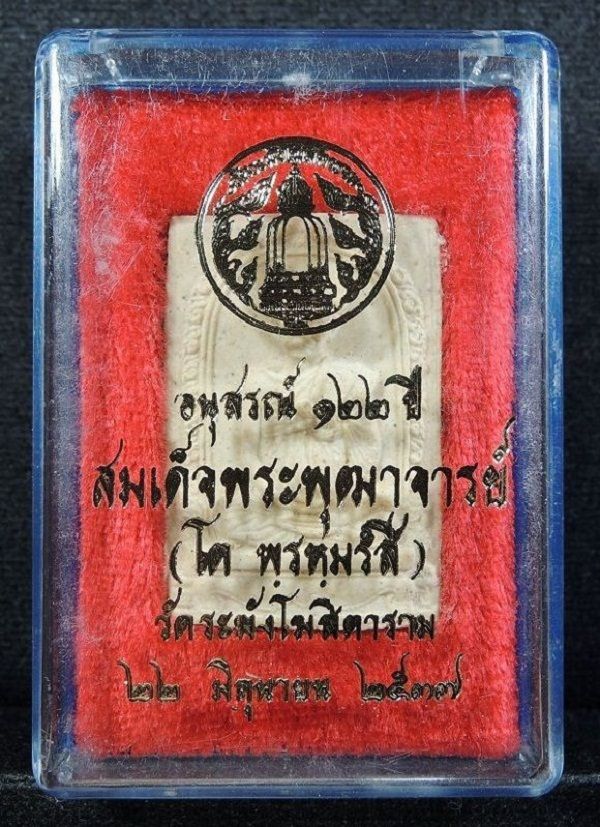 อนุสรณ์ ๑๒๒ ปี
สมเด็จพระพุฒาจารย์
(โต พฺรหฺมรํสี)
วัดระฆังโฆสิตาราม
๒๒ มิถุนายน ๒๕๓๗